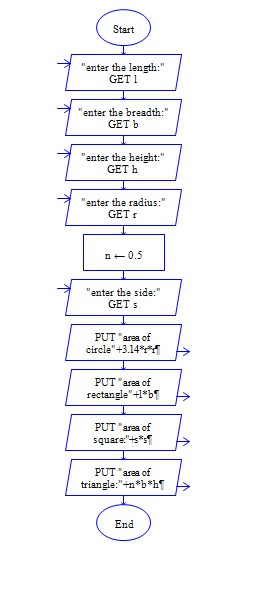 Start
"enter the length:"
GET l
"enter the breadth:"
GET b
"enter the height:"
GET h
"enter the radius:"
GET r
n ← 0.5
"enter the side:"
GET s
PUT "area of
circle"+3.14*r*r¶
PUT "area of
rectangle"+l*b¶
PUT "area of
square:"+s*s¶
PUT "area of
triangle:"+n*b*h¶
End